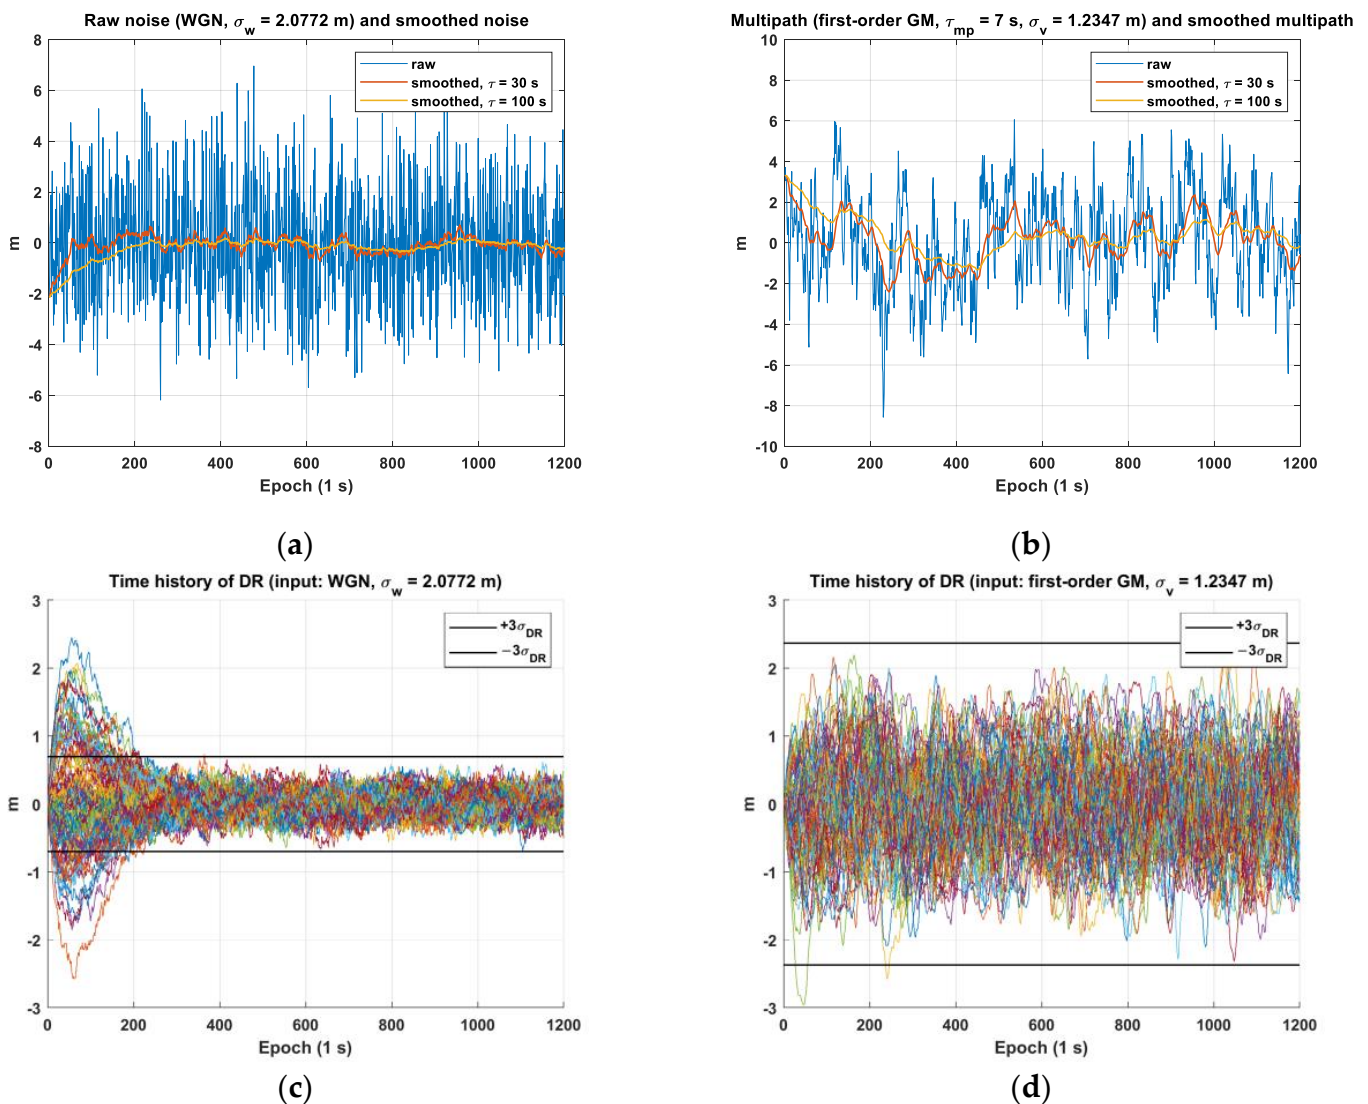 Raw noise (WGN, σw = 2.0772 m) and smoothed noise
8
6
4
2
0
-2
-4
-6
-8
m
raw
smoothed, τ = 30 s
smoothed, τ = 100 s
0 200 400 600 800 1000 1200
Epoch (1 s)
(a)
Multipath (first-order GM, τmp = 7 s, σv = 1.2347 m) and smoothed multipath
10
8
6
4
2
0
-2
-4
-6
-8
-10
m
raw
smoothed, τ = 30 s
smoothed, τ = 100 s
0 200 400 600 800 1000 1200
Epoch (1 s)
(b)
Time history of DR (input: WGN, σw = 2.0772 m)
3
2
1
0
-1
-2
-3
m
+3σDR
−3σDR
0 200 400 600 800 1000 1200
Epoch (1 s)
(c)
Time history of DR (input: first-order GM, σv = 1.2347 m)
3
2
1
0
-1
-2
-3
m
+3σDR
−3σDR
0 200 400 600 800 1000 1200
Epoch (1 s)
(d)